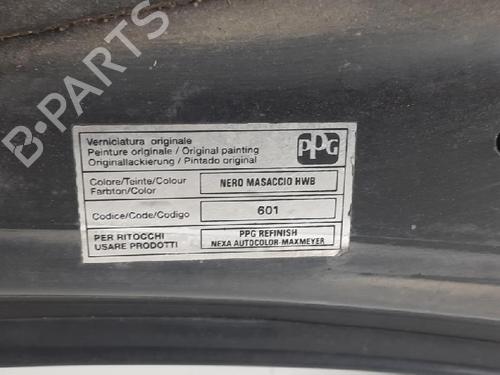 B-PARTS
Verniciatura originale
Peinture originale / Original painting
Originallackierung / Pintado original
PPG
Colore/Teinte/Colour
Farbton/Color
NERO MASACCIO HWB
Codice/Code/Codigo
601
PER RITOCCHI
USARE PRODOTTI
PPG REFINISH
NEXA AUTOCOLOR-MAXMEYER